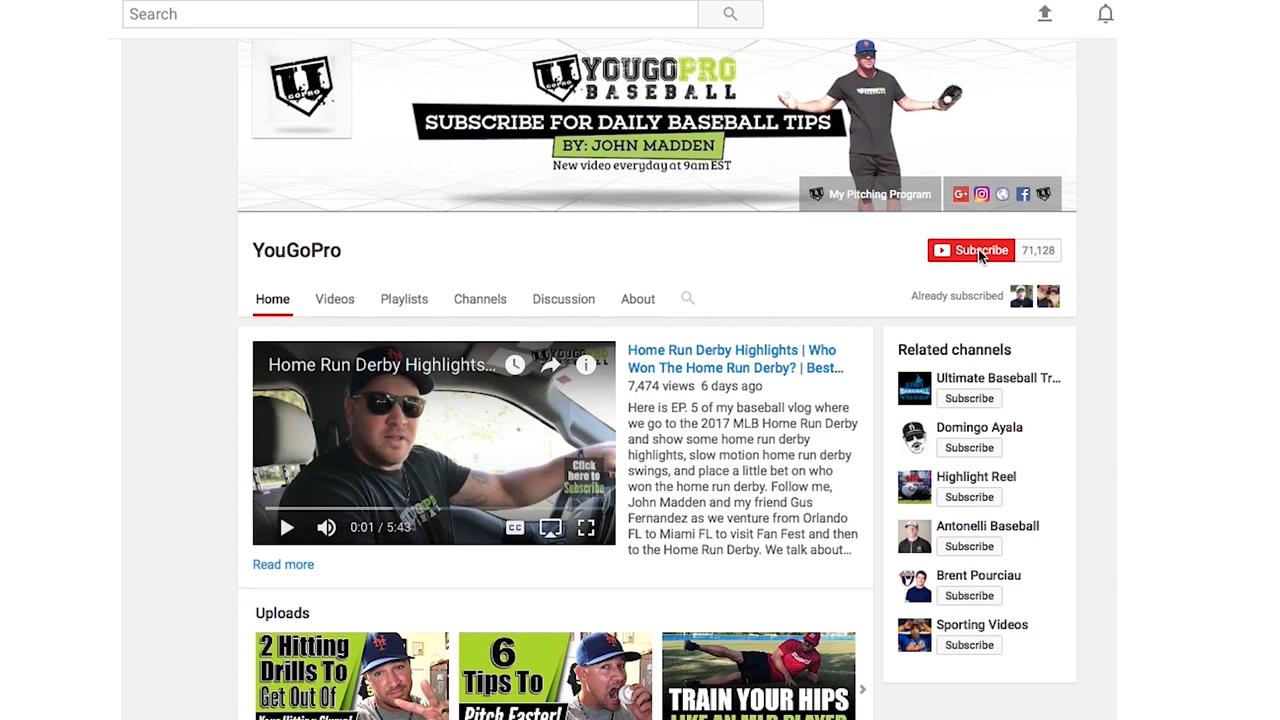 Search
GOPRO
YOUGOPRO
BASEBALL
SUBSCRIBE FOR DAILY BASEBALL TIPS
BY: JOHN MADDEN
New video everyday at 9am EST
My Pitching Program
YouGoPro
Subscribe 71,128
Home Videos Playlists Channels Discussion About
Already subscribed
Home Run Derby Highlights...
Click
here to
Subscribe
0:01 / 5:43
CC
Home Run Derby Highlights | Who
Won The Home Run Derby? | Best...
7,474 views 6 days ago
Here is EP. 5 of my baseball vlog where
we go to the 2017 MLB Home Run Derby
and show some home run derby
highlights, slow motion home run derby
swings, and place a little bet on who
won the home run derby. Follow me,
John Madden and my friend Gus
Fernandez as we venture from Orlando
FL to Miami FL to visit Fan Fest and then
to the Home Run Derby. We talk about...
Read more
Related channels
Ultimate Baseball Tr...
Subscribe
Domingo Ayala
Subscribe
Highlight Reel
Subscribe
Antonelli Baseball
Subscribe
Brent Pourciau
Subscribe
Sporting Videos
Subscribe
Uploads
2 Hitting
Drills To
Get Out Of
Your Hitting Slump!
6
Tips To
Pitch Faster!
TRAIN YOUR HIPS
LIKE AN MLB PLAYER